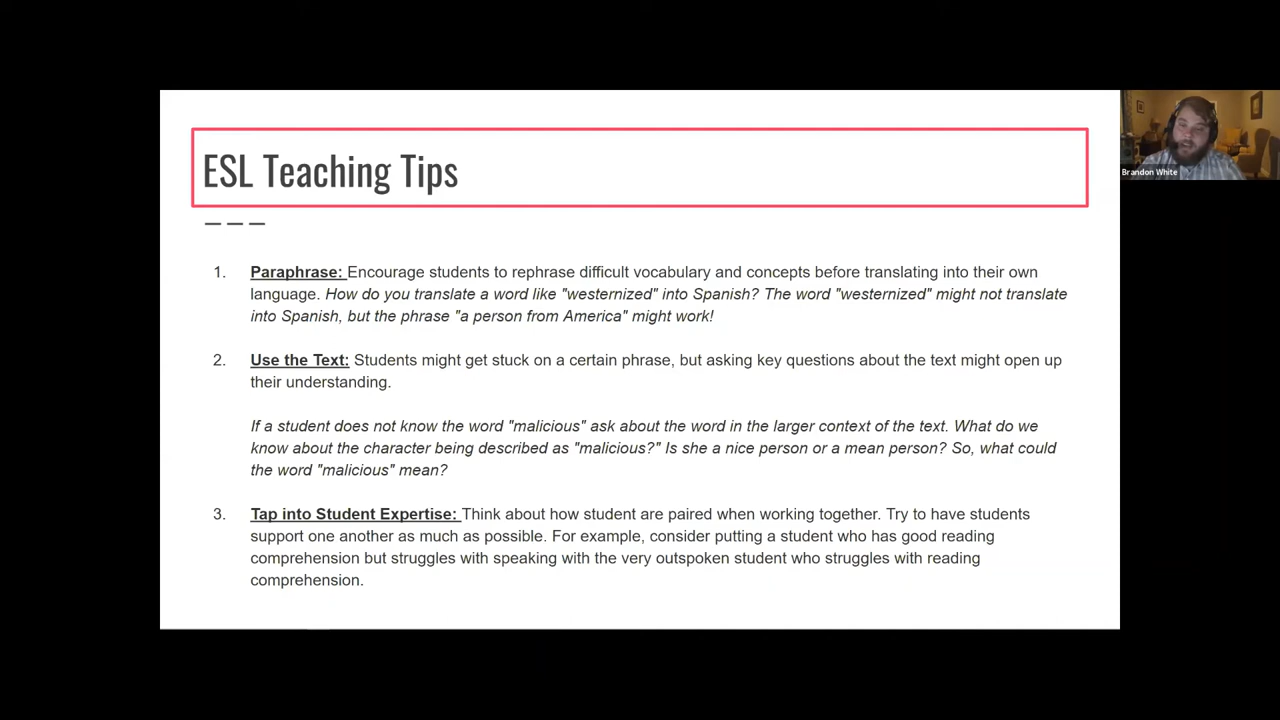 ESL Teaching Tips
1. Paraphrase: Encourage students to rephrase difficult vocabulary and concepts before translating into their own
language. How do you translate a word like "westernized" into Spanish? The word "westernized" might not translate
into Spanish, but the phrase "a person from America" might work!
2. Use the Text: Students might get stuck on a certain phrase, but asking key questions about the text might open up
their understanding.
If a student does not know the word "malicious" ask about the word in the larger context of the text. What do we
know about the character being described as "malicious?" Is she a nice person or a mean person? So, what could
the word "malicious" mean?
3. Tap into Student Expertise: Think about how student are paired when working together. Try to have students
support one another as much as possible. For example, consider putting a student who has good reading
comprehension but struggles with speaking with the very outspoken student who struggles with reading
comprehension.
Brandon White